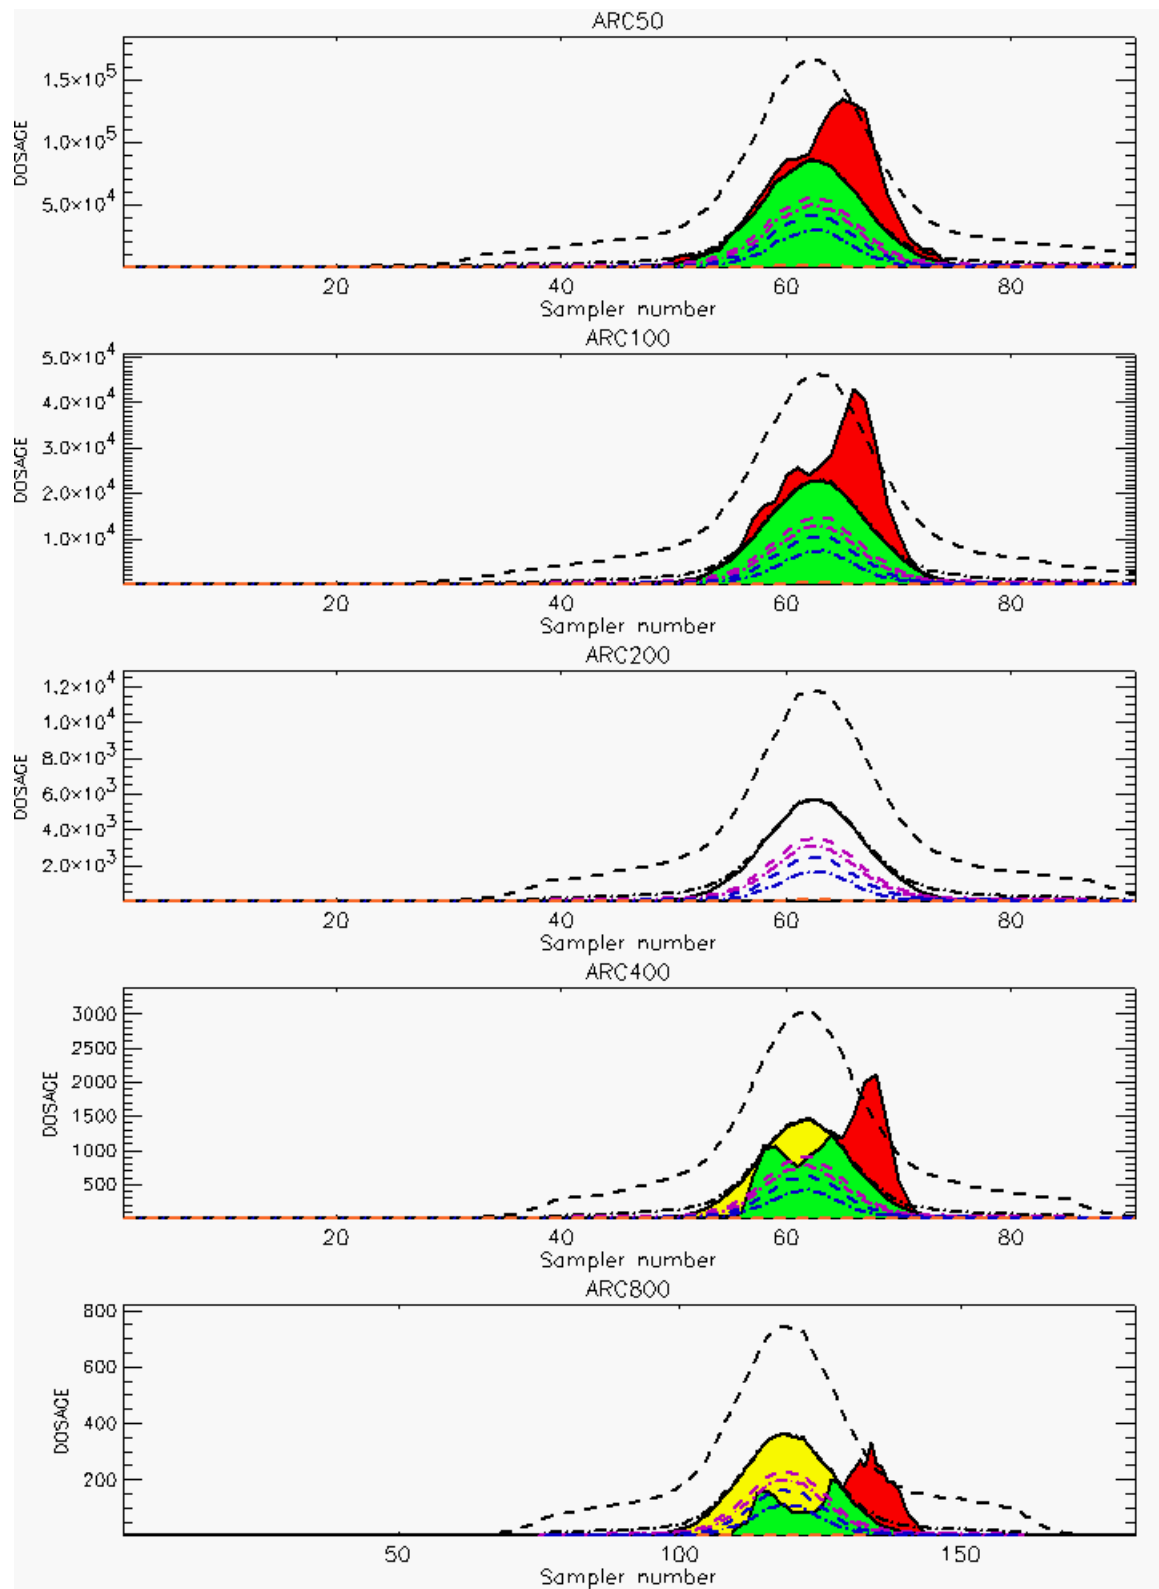 ARC50
1.5×10^5
1.0×10^5
5.0×10^4
DOSAGE
20 40 60 80
Sampler number
ARC100
5.0×10^4
4.0×10^4
3.0×10^4
2.0×10^4
1.0×10^4
DOSAGE
20 40 60 80
Sampler number
ARC200
1.2×10^4
1.0×10^4
8.0×10^3
6.0×10^3
4.0×10^3
2.0×10^3
DOSAGE
20 40 60 80
Sampler number
ARC400
3000
2500
2000
1500
1000
500
DOSAGE
20 40 60 80
Sampler number
ARC800
800
600
400
200
DOSAGE
50 100 150
Sampler number